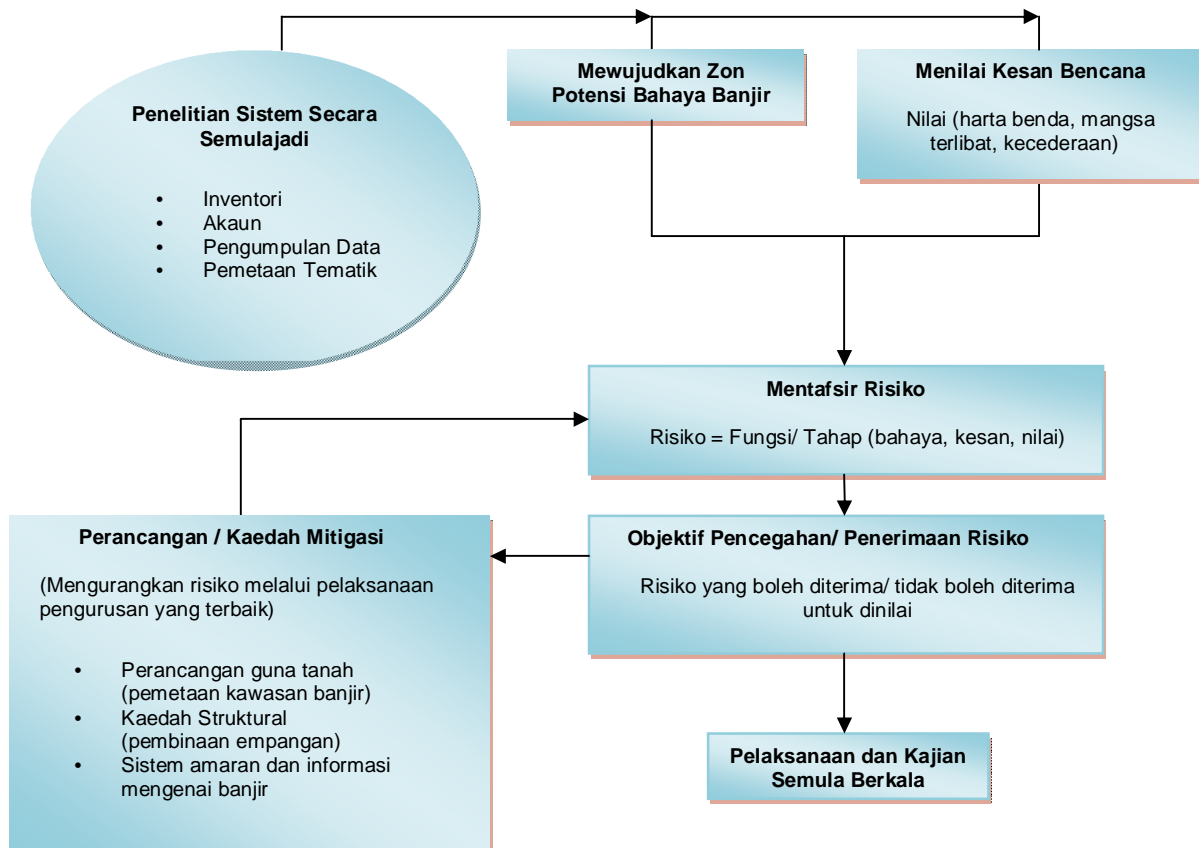 Penelitian Sistem Secara
Semulajadi
• Inventori
• Akaun
• Pengumpulan Data
• Pemetaan Tematik
Mewujudkan Zon
Potensi Bahaya Banjir
Menilai Kesan Bencana
Nilai (harta benda, mangsa
terlibat, kecederaan)
Mentafsir Risiko
Risiko = Fungsi/ Tahap (bahaya, kesan, nilai)
Objektif Pencegahan/ Penerimaan Risiko
Risiko yang boleh diterima/ tidak boleh diterima
untuk dinilai
Perancangan / Kaedah Mitigasi
(Mengurangkan risiko melalui pelaksanaan
pengurusan yang terbaik)
• Perancangan guna tanah
(pemetaan kawasan banjir)
• Kaedah Struktural
(pembinaan empangan)
• Sistem amaran dan informasi
mengenai banjir
Pelaksanaan dan Kajian
Semula Berkala